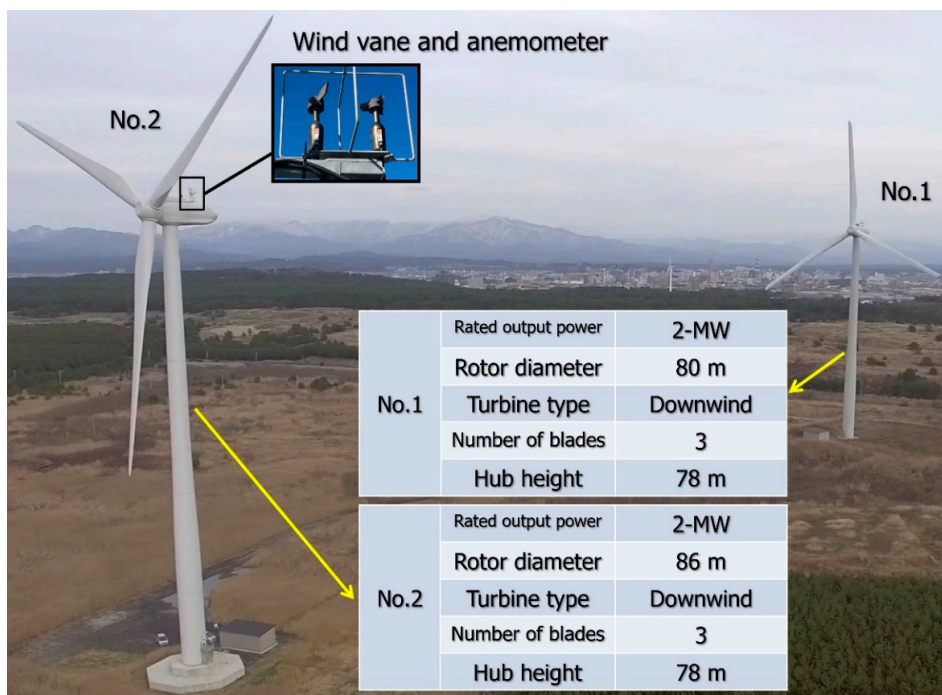 Wind vane and anemometer
No.2
No.1
No.1
Rated output power 2-MW
Rotor diameter 80 m
Turbine type Downwind
Number of blades 3
Hub height 78 m
No.2
Rated output power 2-MW
Rotor diameter 86 m
Turbine type Downwind
Number of blades 3
Hub height 78 m